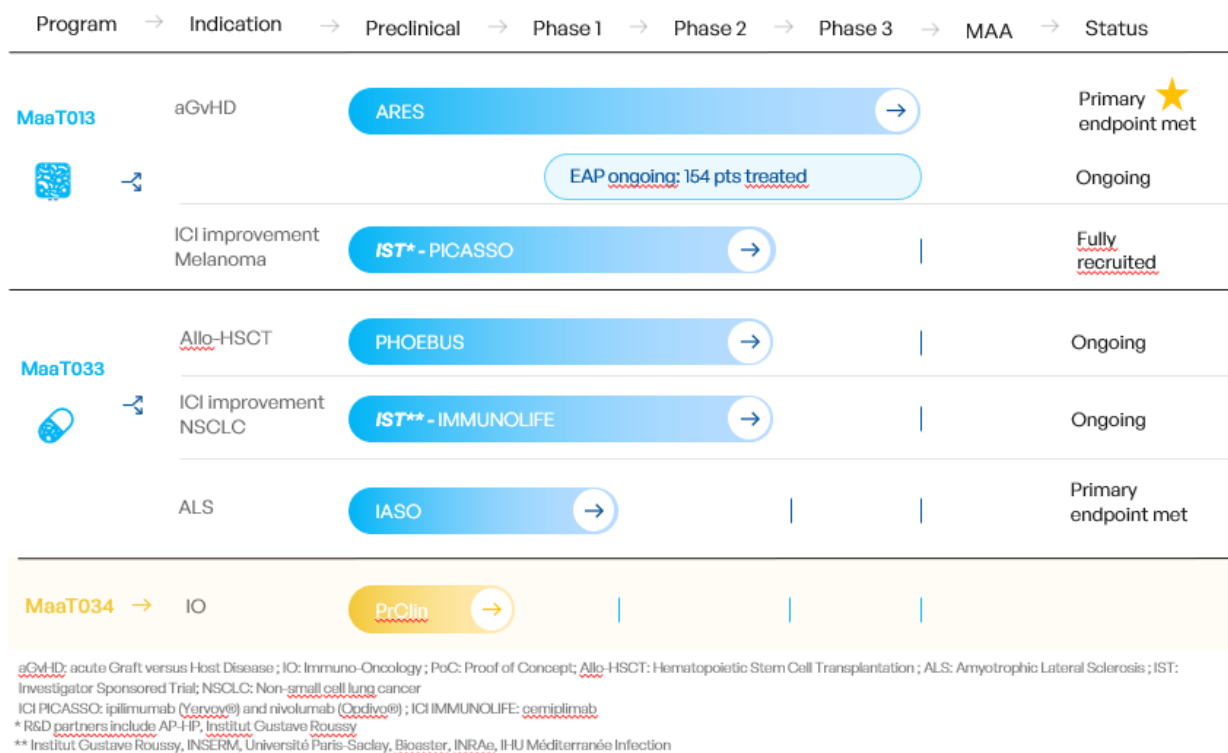 Program → Indication → Preclinical → Phase 1 → Phase 2 → Phase 3 → MAA → Status
MaaT013
aGvHD
ARES
Primary
endpoint met
EAP ongoing: 154 pts treated
Ongoing
ICI improvement
Melanoma
IST* - PICASSO
Fully
recruited
MaaT033
Allo-HSCT
PHOEBUS
Ongoing
ICI improvement
NSCLC
IST** - IMMUNOLIFE
Ongoing
ALS
IASO
Primary
endpoint met
MaaT034 → IO
PrClin
aGvHD: acute Graft versus Host Disease ; IO: Immuno-Oncology ; PoC: Proof of Concept; Allo-HSCT: Hematopoietic Stem Cell Transplantation ; ALS: Amyotrophic Lateral Sclerosis ; IST:
Investigator Sponsored Trial; NSCLC: Non-small cell lung cancer
ICI PICASSO: ipilimumab (Yervoy®) and nivolumab (Opdivo®) ; ICI IMMUNOLIFE: cemiplimab
* R&D partners include AP-HP, Institut Gustave Roussy
** Institut Gustave Roussy, INSERM, Université Paris-Saclay, Bioaster, INRAe, IHU Méditerranée Infection